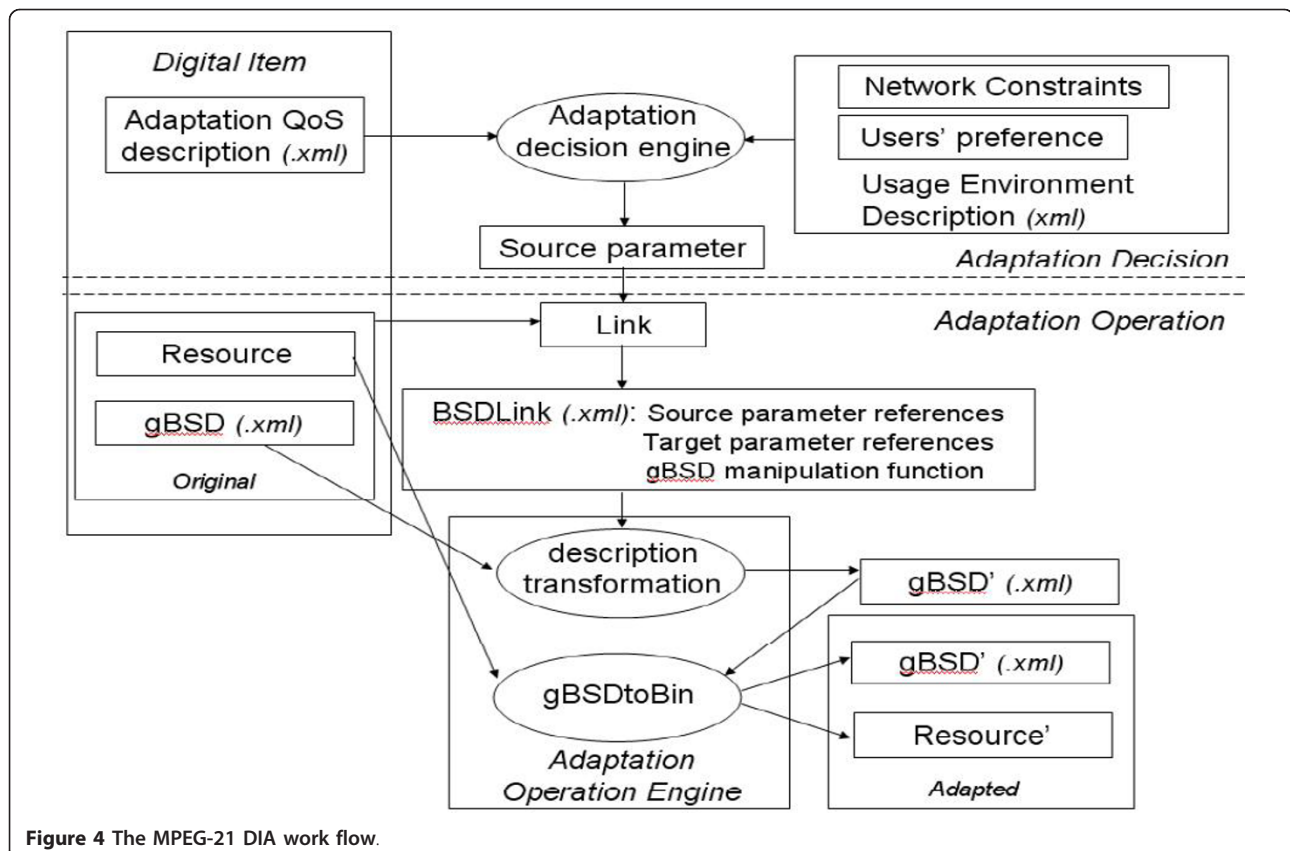 Digital Item
Adaptation QoS
description (.xml)
Adaptation
decision engine
Network Constraints
Users’ preference
Usage Environment
Description (xml)
Source parameter
Adaptation Decision
Adaptation Operation
Link
Resource
gBSD (.xml)
Original
BSDLink (.xml): Source parameter references
Target parameter references
gBSD manipulation function
description
transformation
gBSD’ (.xml)
gBSDtoBin
gBSD’ (.xml)
Resource’
Adaptation
Operation Engine
Adapted
Figure 4 The MPEG-21 DIA work flow.